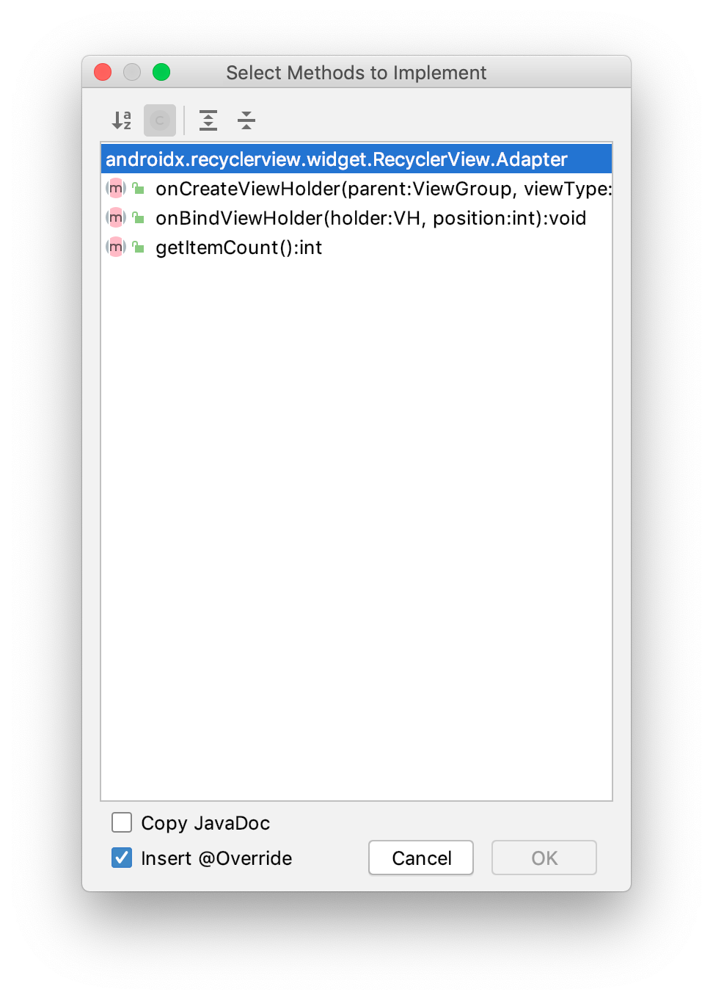 Select Methods to Implement
a
z
C
androidx.recyclerview.widget.RecyclerView.Adapter
m onCreateViewHolder(parent:ViewGroup, viewType:
m onBindViewHolder(holder:VH, position:int):void
m getItemCount():int
Copy JavaDoc
Insert @Override
Cancel
OK